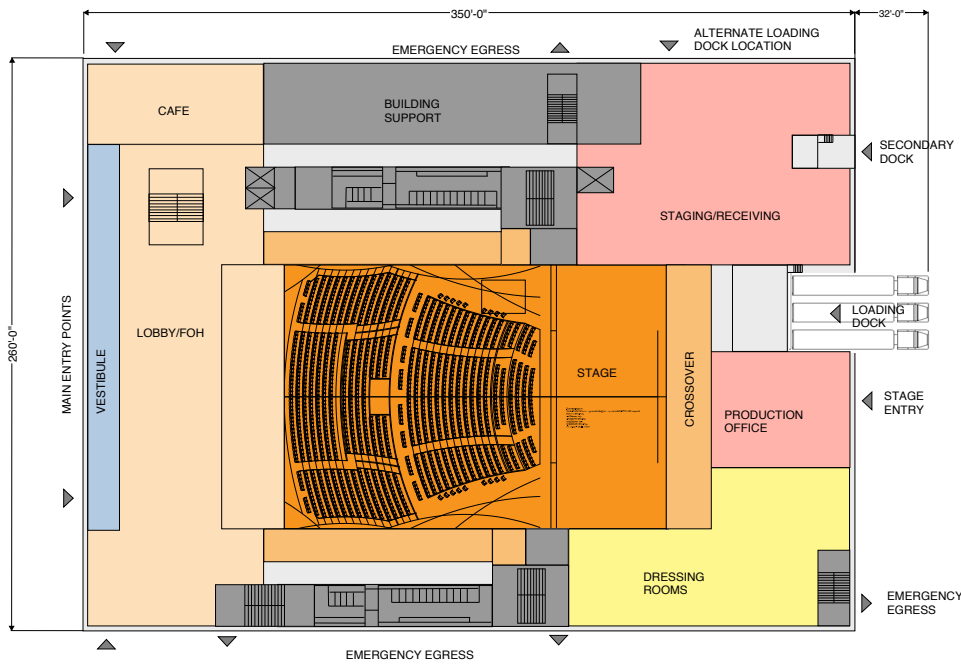 350'-0"
32'-0"
EMERGENCY EGRESS
ALTERNATE LOADING
DOCK LOCATION
CAFE
BUILDING
SUPPORT
SECONDARY
DOCK
STAGING/RECEIVING
260'-0"
MAIN ENTRY POINTS
VESTIBULE
LOBBY/FOH
LOADING
DOCK
STAGE
CROSSOVER
STAGE
ENTRY
PRODUCTION
OFFICE
DRESSING
ROOMS
EMERGENCY
EGRESS
EMERGENCY EGRESS